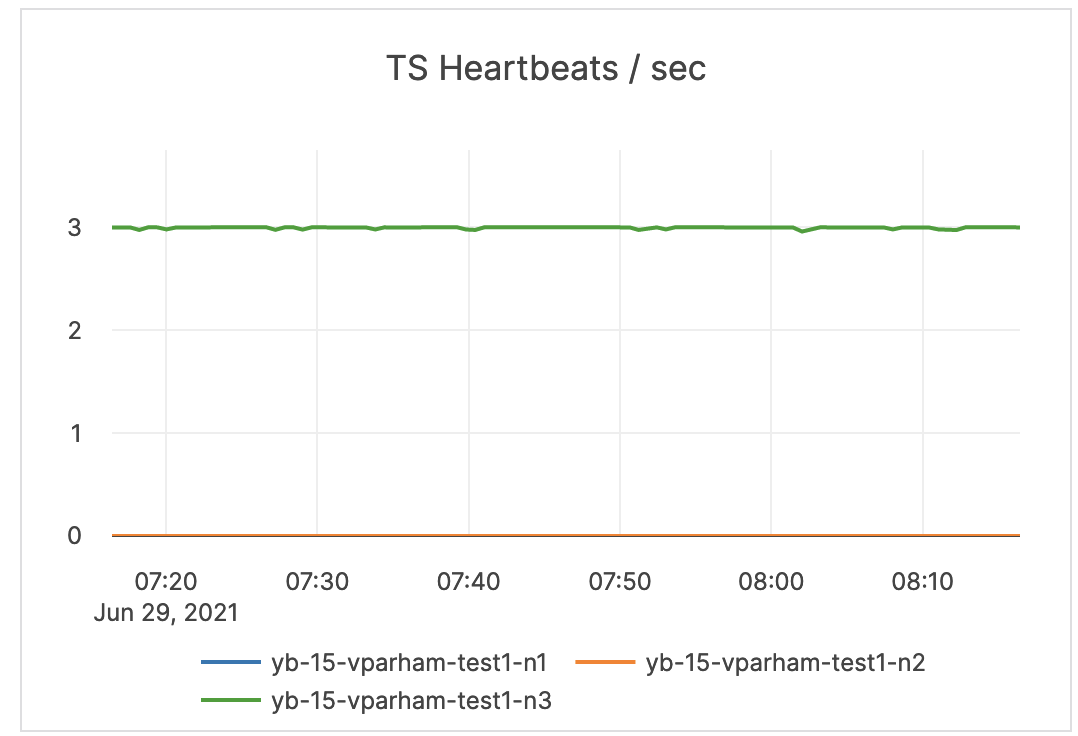 TS Heartbeats / sec
3
2
1
0
07:20 07:30 07:40 07:50 08:00 08:10
Jun 29, 2021
yb-15-vparham-test1-n1 yb-15-vparham-test1-n2
yb-15-vparham-test1-n3